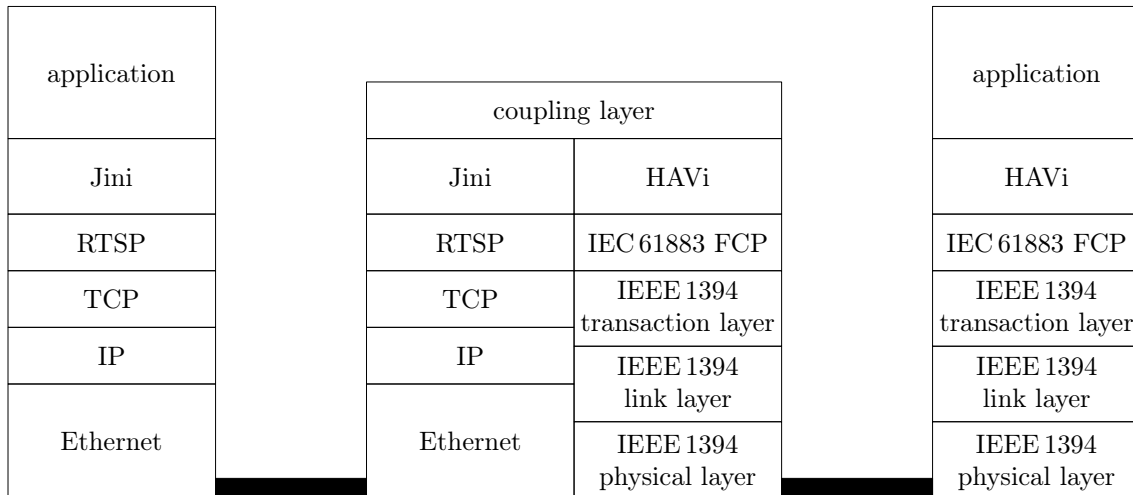 application
Jini
RTSP
TCP
IP
Ethernet
coupling layer
Jini
RTSP
TCP
IP
Ethernet
HAVi
IEC 61883 FCP
IEEE 1394
transaction layer
IEEE 1394
link layer
IEEE 1394
physical layer
application
HAVi
IEC 61883 FCP
IEEE 1394
transaction layer
IEEE 1394
link layer
IEEE 1394
physical layer